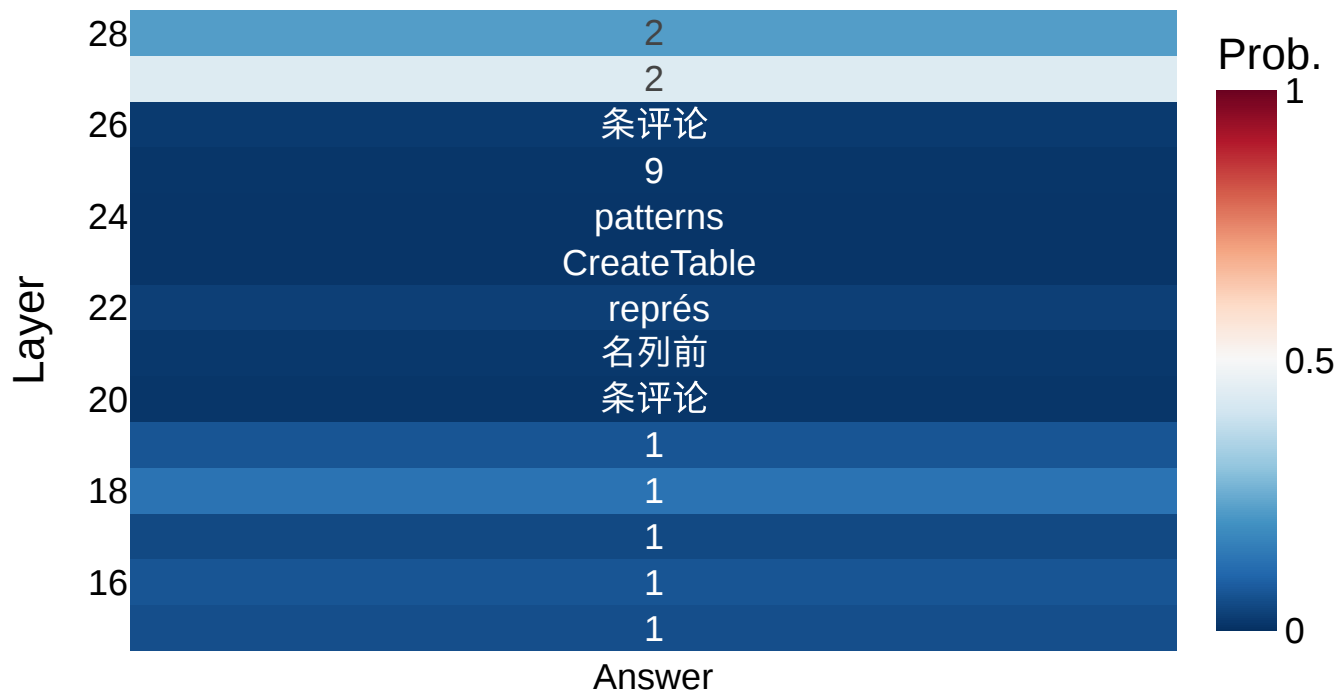 28
2
2
26
条评论
9
24
patterns
CreateTable
22
représ
名列前
20
条评论
1
18
1
1
16
1
1
Layer
Answer
Prob.
1
0.5
0